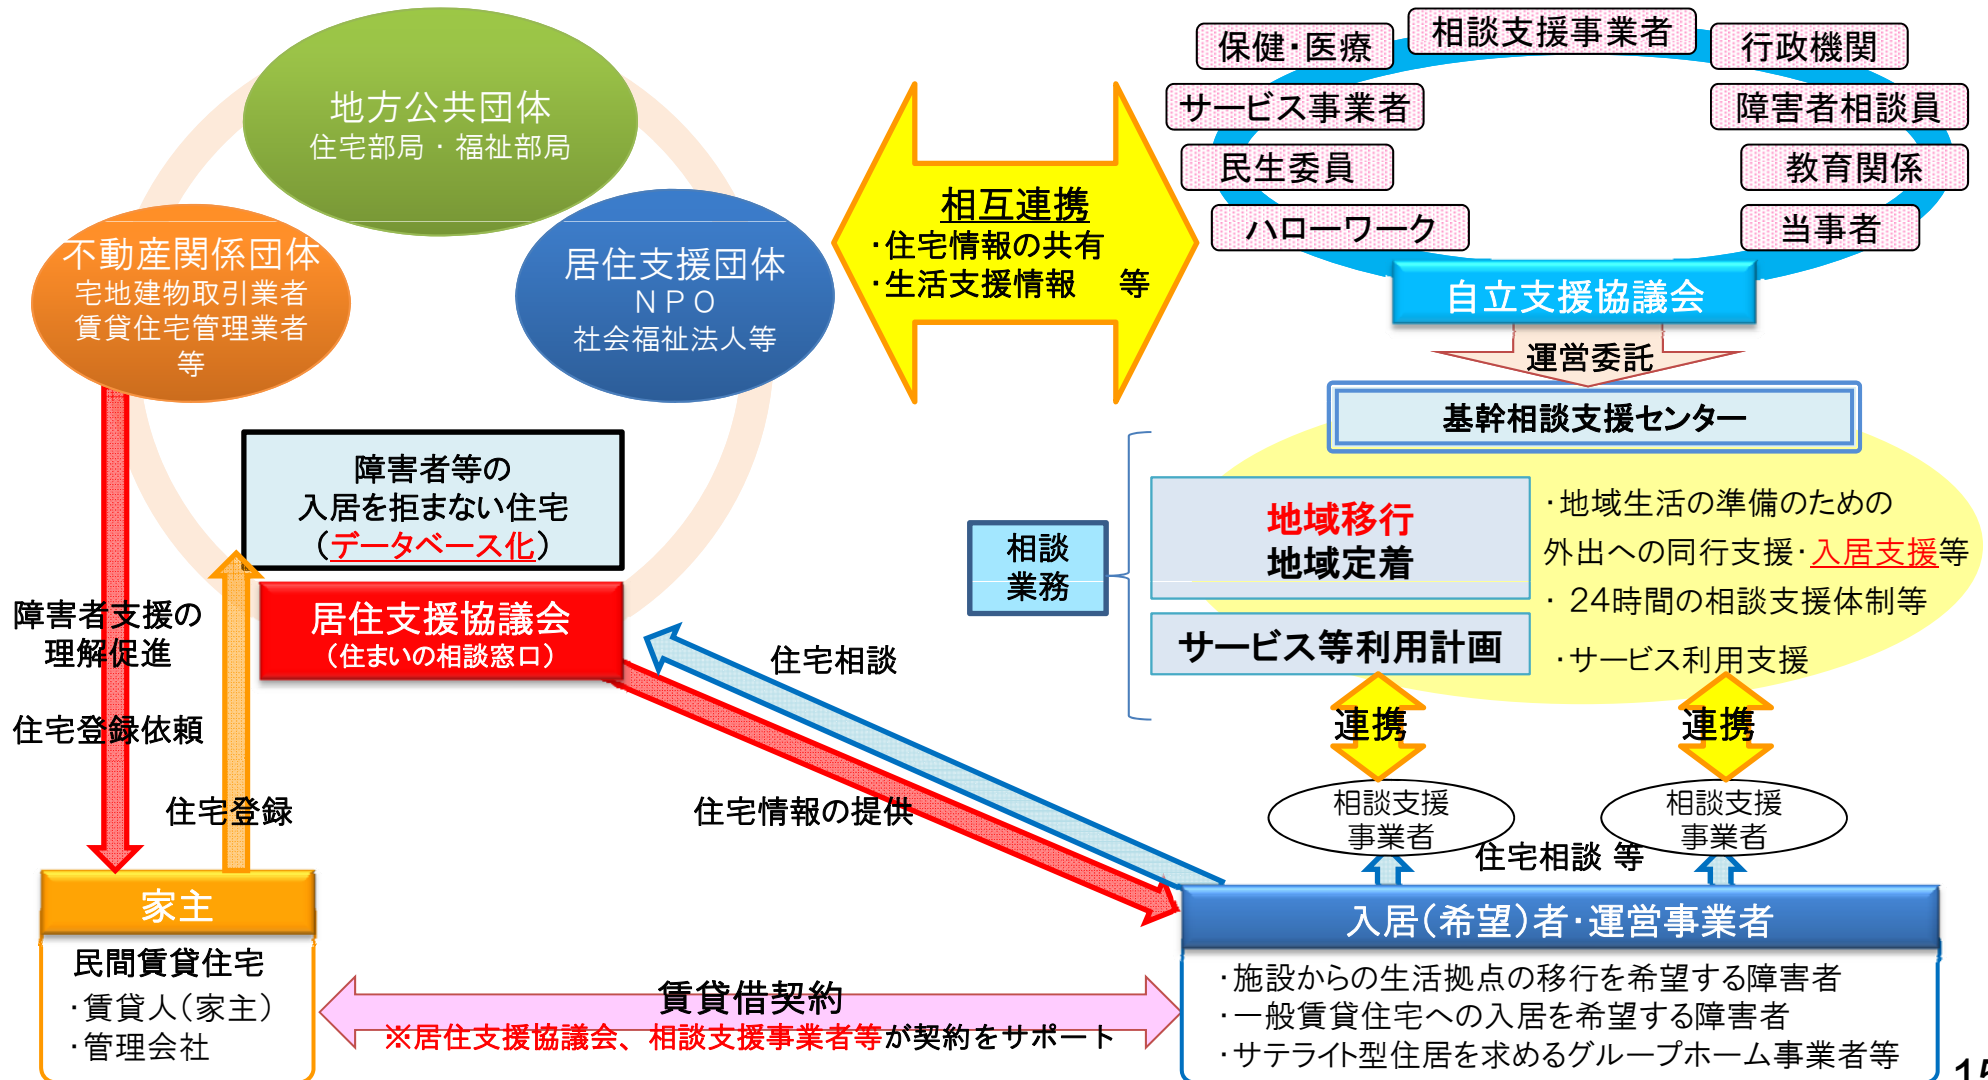 地方公共団体
住宅部局・福祉部局
不動産関係団体
宅地建物取引業者
賃貸住宅管理業者
等
居住支援団体
NPO
社会福祉法人等
障害者等の
入居を拒まない住宅
（データベース化）
居住支援協議会
（住まいの相談窓口）
相互連携
・住宅情報の共有
・生活支援情報　等
保健・医療
相談支援事業者
行政機関
サービス事業者
障害者相談員
民生委員
教育関係
ハローワーク
当事者
自立支援協議会
運営委託
基幹相談支援センター
相談
業務
地域移行
地域定着
サービス等利用計画
・地域生活の準備のための
外出への同行支援・入居支援等
・24時間の相談支援体制等
・サービス利用支援
連携
連携
相談支援
事業者
相談支援
事業者
住宅相談 等
障害者支援の
理解促進
住宅登録依頼
住宅登録
住宅相談
住宅情報の提供
家主
民間賃貸住宅
・賃貸人（家主）
・管理会社
賃貸借契約
※居住支援協議会、相談支援事業者等が契約をサポート
入居（希望）者・運営事業者
・施設からの生活拠点の移行を希望する障害者
・一般賃貸住宅への入居を希望する障害者
・サテライト型住居を求めるグループホーム事業者等
15